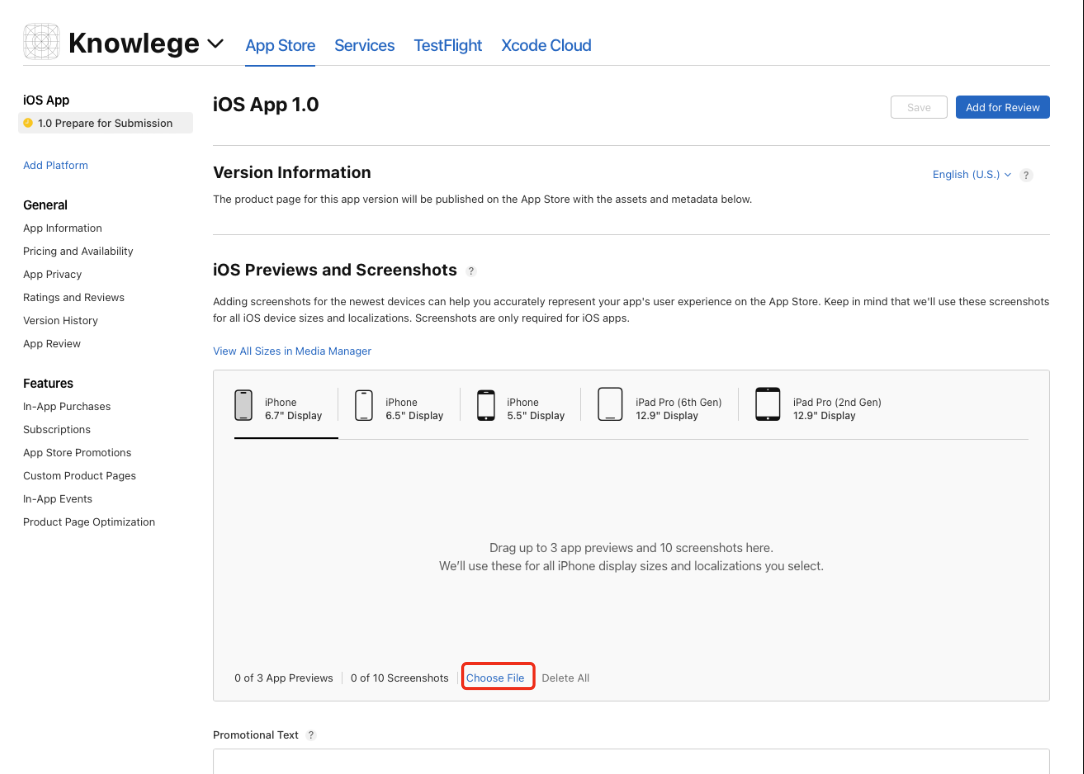 Knowlege
App Store
Services
TestFlight
Xcode Cloud
iOS App
1.0 Prepare for Submission
Add Platform
General
App Information
Pricing and Availability
App Privacy
Ratings and Reviews
Version History
App Review
Features
In-App Purchases
Subscriptions
App Store Promotions
Custom Product Pages
In-App Events
Product Page Optimization
iOS App 1.0
Save
Add for Review
Version Information
English (U.S.)
?
The product page for this app version will be published on the App Store with the assets and metadata below.
iOS Previews and Screenshots ?
Adding screenshots for the newest devices can help you accurately represent your app's user experience on the App Store. Keep in mind that we'll use these screenshots
for all iOS device sizes and localizations. Screenshots are only required for iOS apps.
View All Sizes in Media Manager
iPhone
6.7" Display
iPhone
6.5" Display
iPhone
5.5" Display
iPad Pro (6th Gen)
12.9" Display
iPad Pro (2nd Gen)
12.9" Display
Drag up to 3 app previews and 10 screenshots here.
We'll use these for all iPhone display sizes and localizations you select.
0 of 3 App Previews
0 of 10 Screenshots
Choose File
Delete All
Promotional Text ?